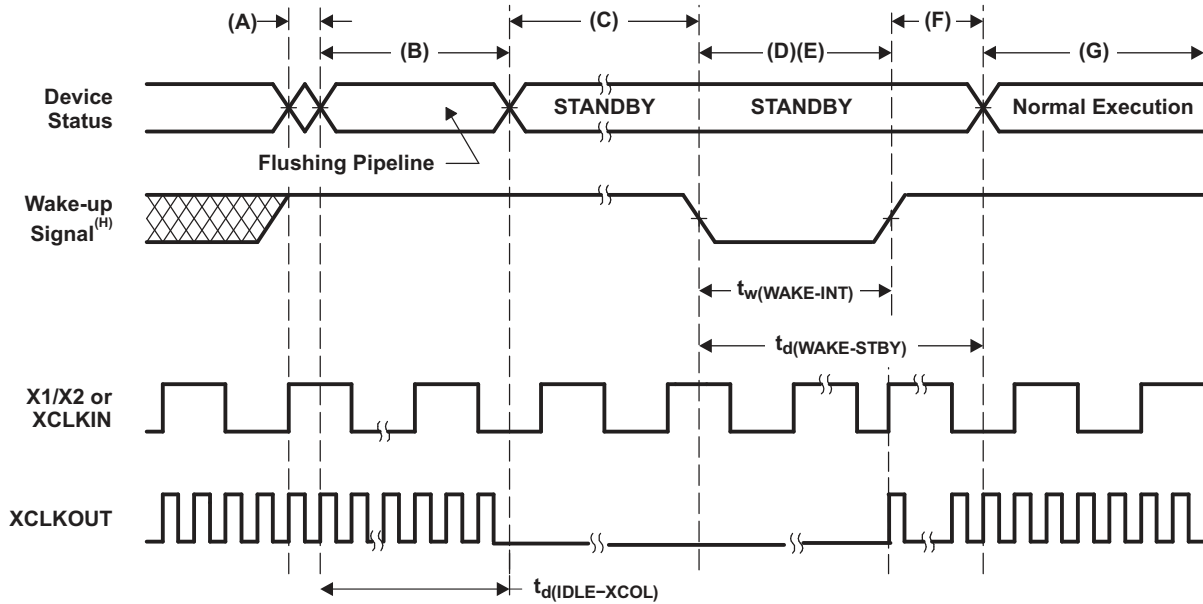 (A)
(C)
(F)
(B)
(D)(E)
(G)
Device
Status
STANDBY
STANDBY
Normal Execution
Flushing Pipeline
Wake-up
Signal(H)
tw(WAKE-INT)
td(WAKE-STBY)
X1/X2 or
XCLKIN
XCLKOUT
td(IDLE−XCOL)